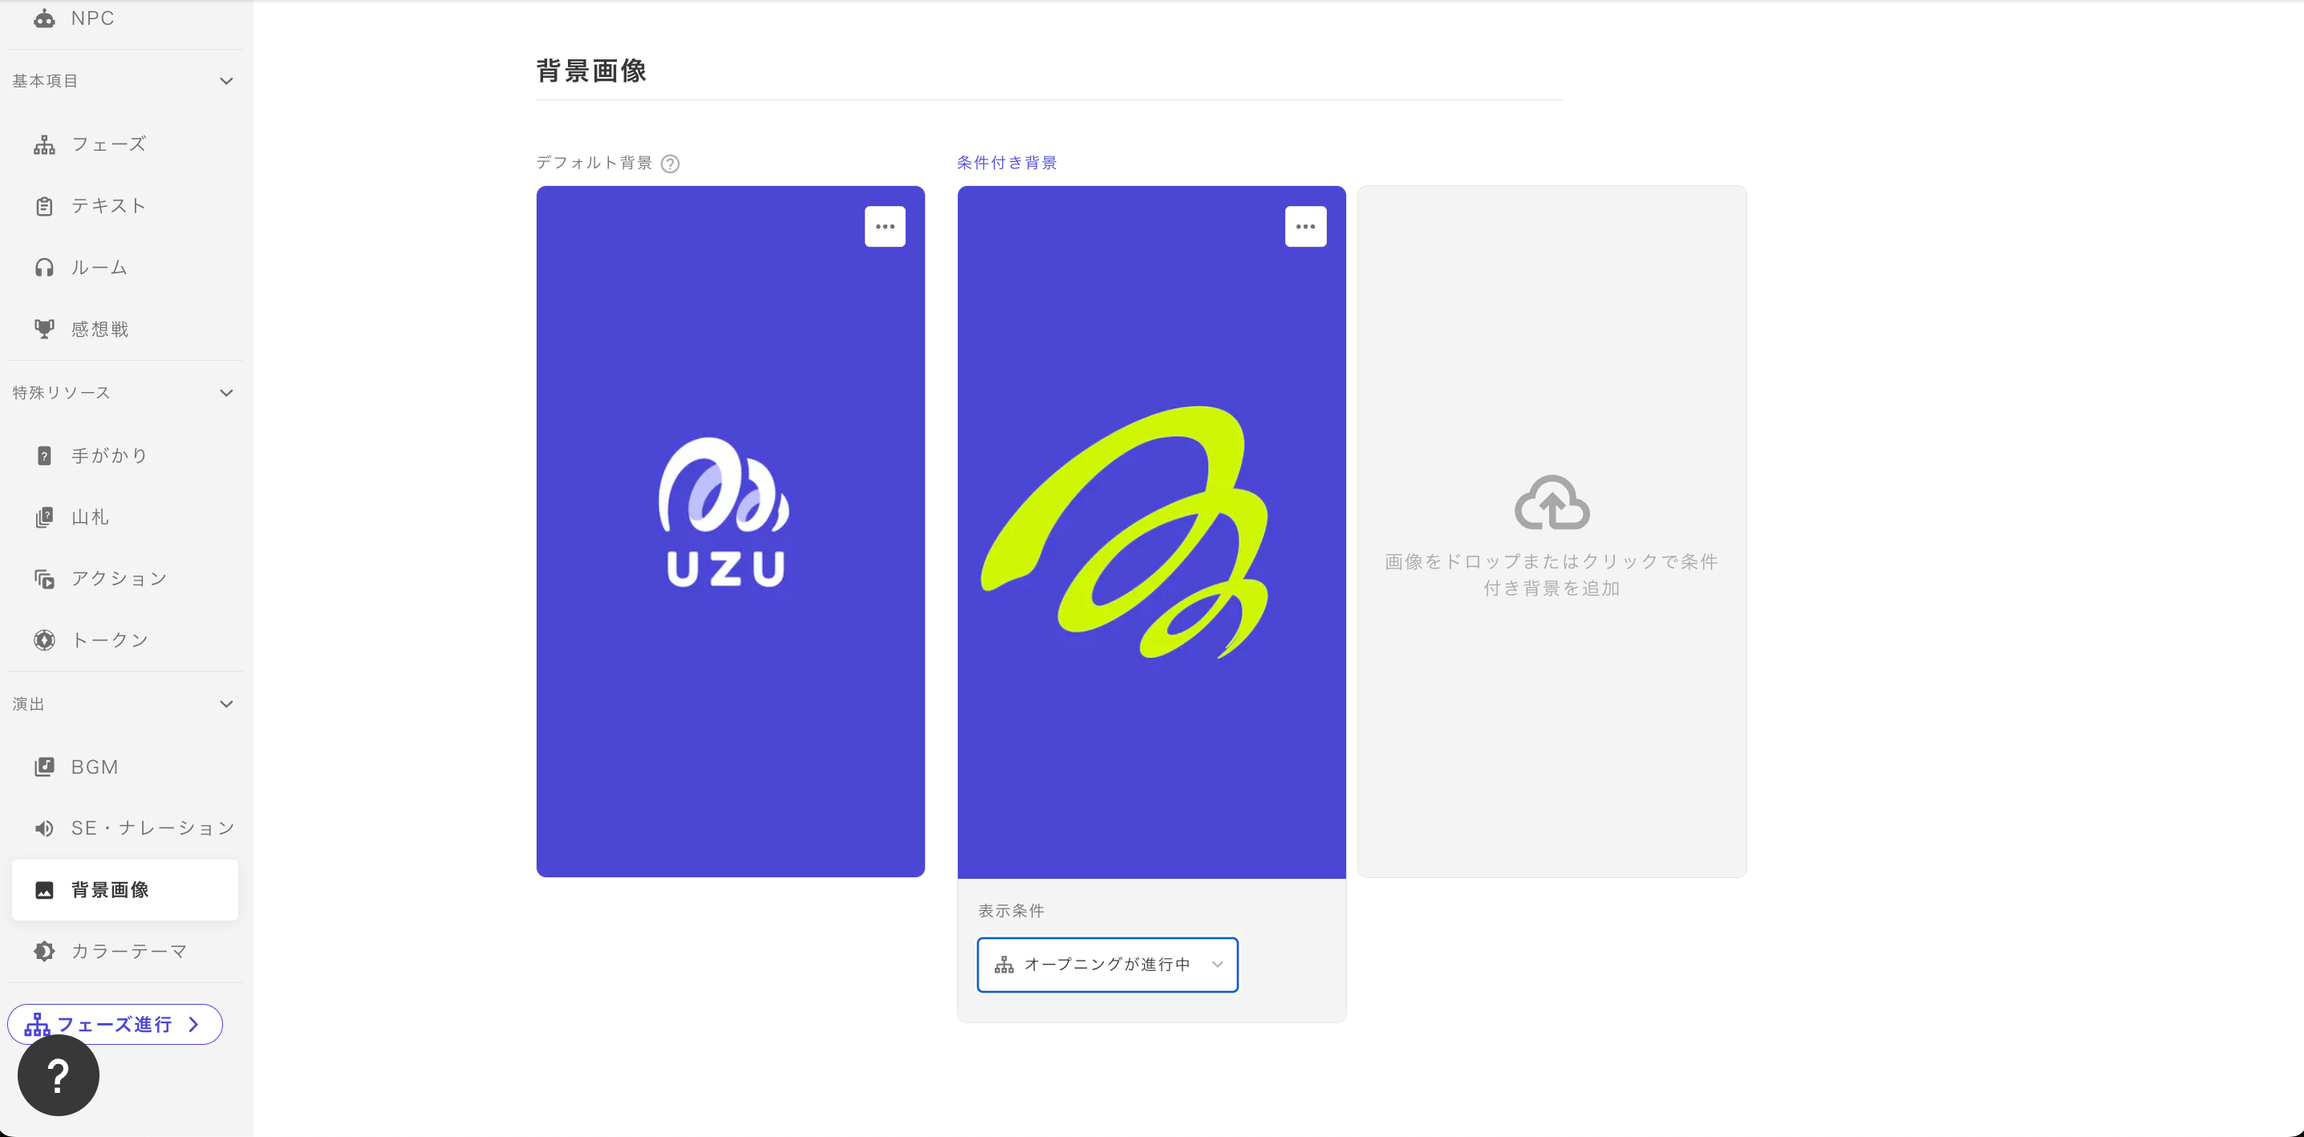 NPC
基本項目
フェーズ
テキスト
ルーム
感想戦
特殊リソース
手がかり
山札
アクション
トークン
演出
BGM
SE・ナレーション
背景画像
カラーテーマ
フェーズ進行
?
背景画像
デフォルト背景 ?
UZU
条件付き背景
表示条件
オープニングが進行中
画像をドロップまたはクリックで条件
付き背景を追加